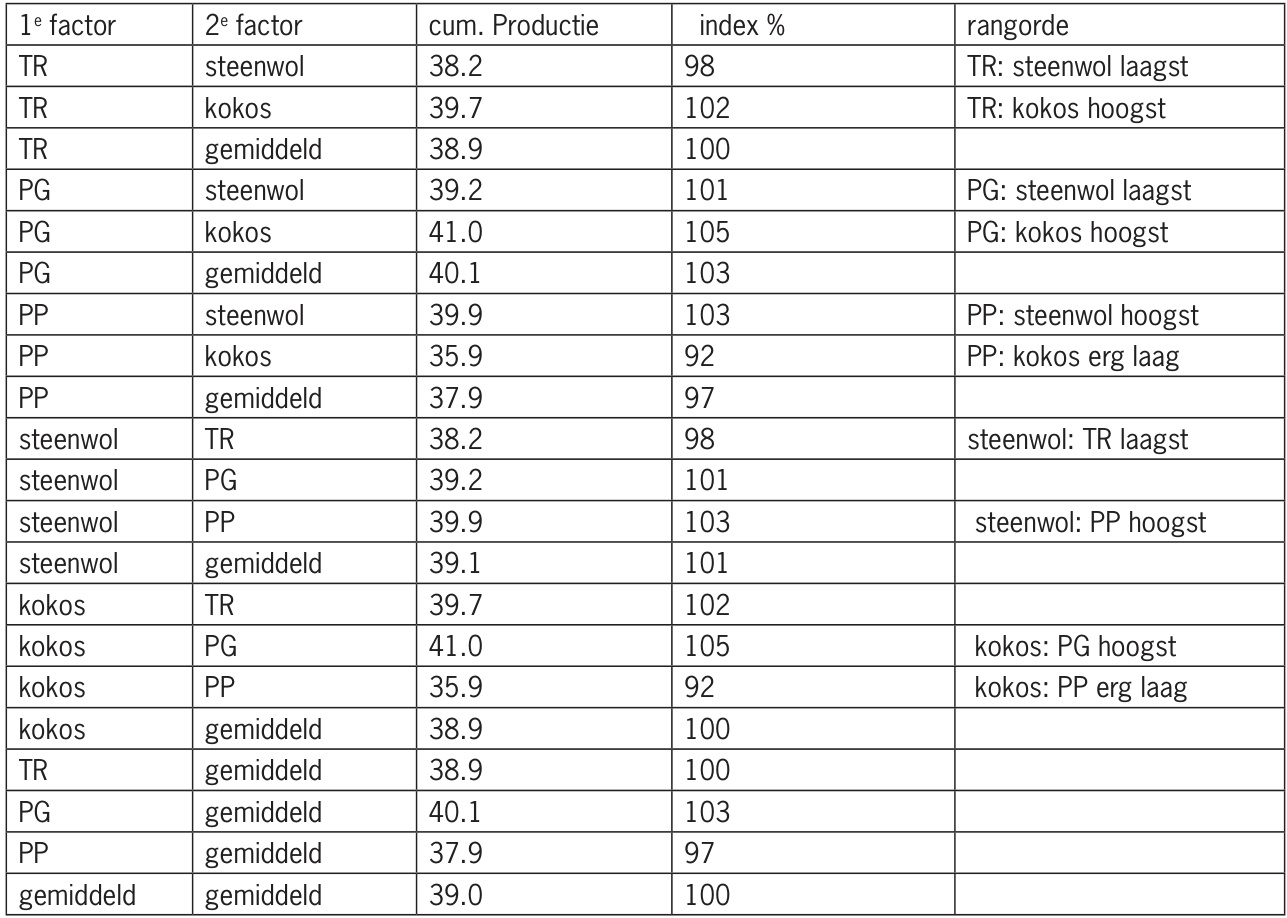 1ᵉ factor 2ᵉ factor cum. Productie index % rangorde
TR steenwol 38.2 98 TR: steenwol laagst
TR kokos 39.7 102 TR: kokos hoogst
TR gemiddeld 38.9 100
PG steenwol 39.2 101 PG: steenwol laagst
PG kokos 41.0 105 PG: kokos hoogst
PG gemiddeld 40.1 103
PP steenwol 39.9 103 PP: steenwol hoogst
PP kokos 35.9 92 PP: kokos erg laag
PP gemiddeld 37.9 97
steenwol TR 38.2 98 steenwol: TR laagst
steenwol PG 39.2 101
steenwol PP 39.9 103 steenwol: PP hoogst
steenwol gemiddeld 39.1 101
kokos TR 39.7 102
kokos PG 41.0 105 kokos: PG hoogst
kokos PP 35.9 92 kokos: PP erg laag
kokos gemiddeld 38.9 100
TR gemiddeld 38.9 100
PG gemiddeld 40.1 103
PP gemiddeld 37.9 97
gemiddeld gemiddeld 39.0 100